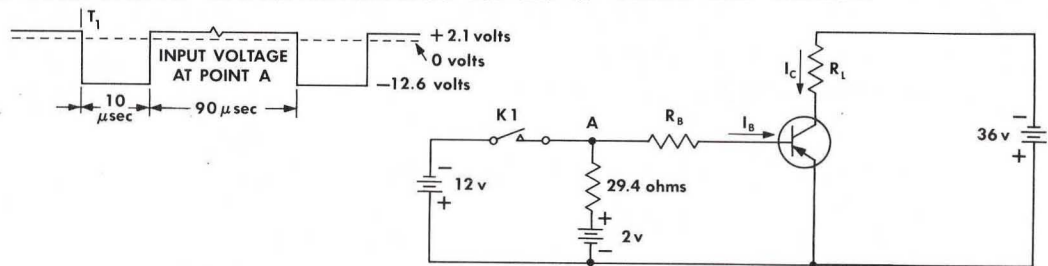 T1
+ 2.1 volts
INPUT VOLTAGE
AT POINT A
0 volts
−12.6 volts
10
μsec
90 μsec
K1
A
RB
IB
IC
RL
−
36 v
+
−
12 v
+
29.4 ohms
+
2 v
−